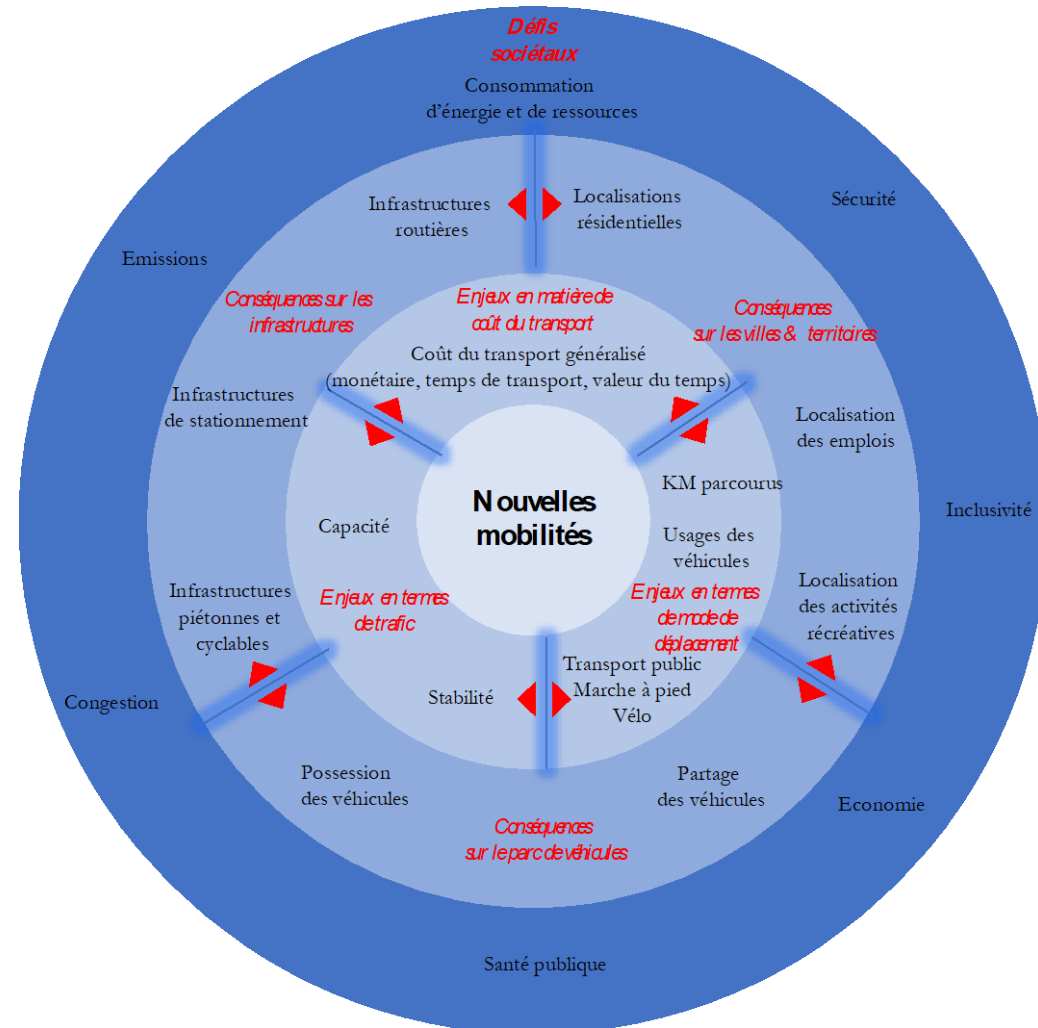 Défis
sociétaux
Consommation
d'énergie et de ressources
Sécurité
Infrastructures
routières
Localisations
résidentielles
Emissions
Conséquences sur les
infrastructures
Enjeux en matière de
coût du transport
Conséquences
sur les villes & territoires
Coût du transport généralisé
(monétaire, temps de transport, valeur du temps)
Infrastructures
de stationnement
Localisation
des emplois
KM parcourus
Nouvelles
mobilités
Inclusivité
Capacité
Usages des
véhicules
Infrastructures
piétonnes et
cyclables
Enjeux en termes
de trafic
Enjeux en termes
de mode de
déplacement
Localisation
des activités
récréatives
Transport public
Marche à pied
Vélo
Stabilité
Congestion
Possession
des véhicules
Partage
des véhicules
Economie
Conséquences
sur le parc de véhicules
Santé publique